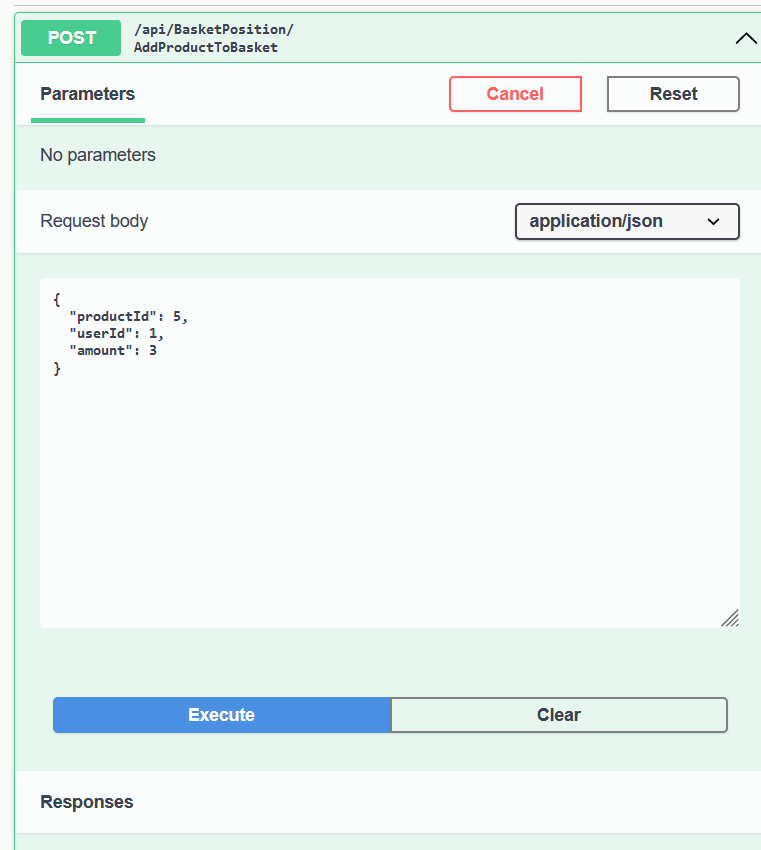 POST
/api/BasketPosition/
AddProductToBasket
Parameters
Cancel
Reset
No parameters
Request body
application/json
{
"productId": 5,
"userId": 1,
"amount": 3
}
Execute
Clear
Responses